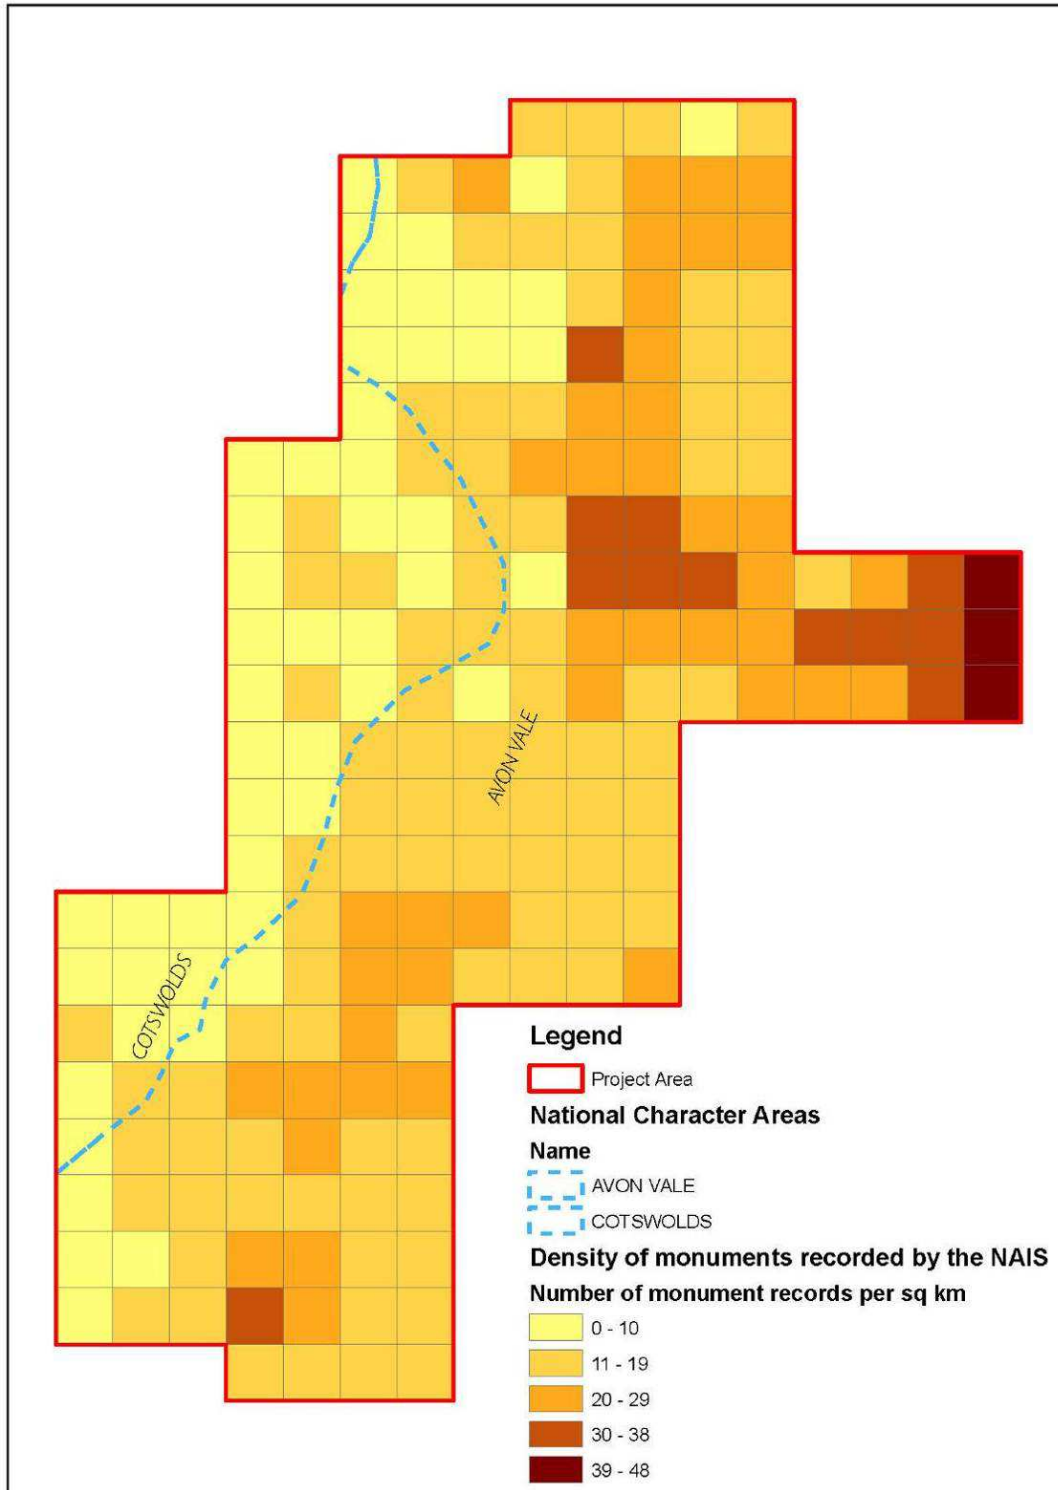 AVON VALE
COTSWOLDS
Legend
Project Area
National Character Areas
Name
AVON VALE
COTSWOLDS
Density of monuments recorded by the NAIS
Number of monument records per sq km
0 - 10
11 - 19
20 - 29
30 - 38
39 - 48